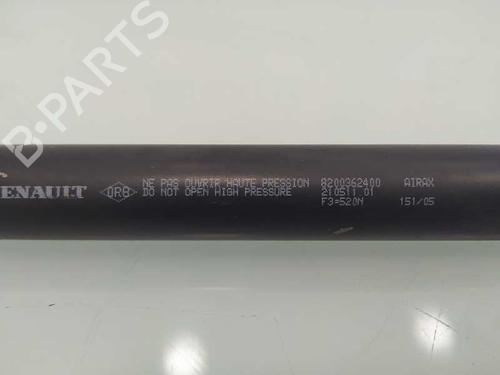 RENAULT
ORG
NE PAS OUVRIR HAUTE PRESSION 8200362400 AIRAX
DO NOT OPEN HIGH PRESSURE 210511 01
F3=520N 151/05
B-PARTS